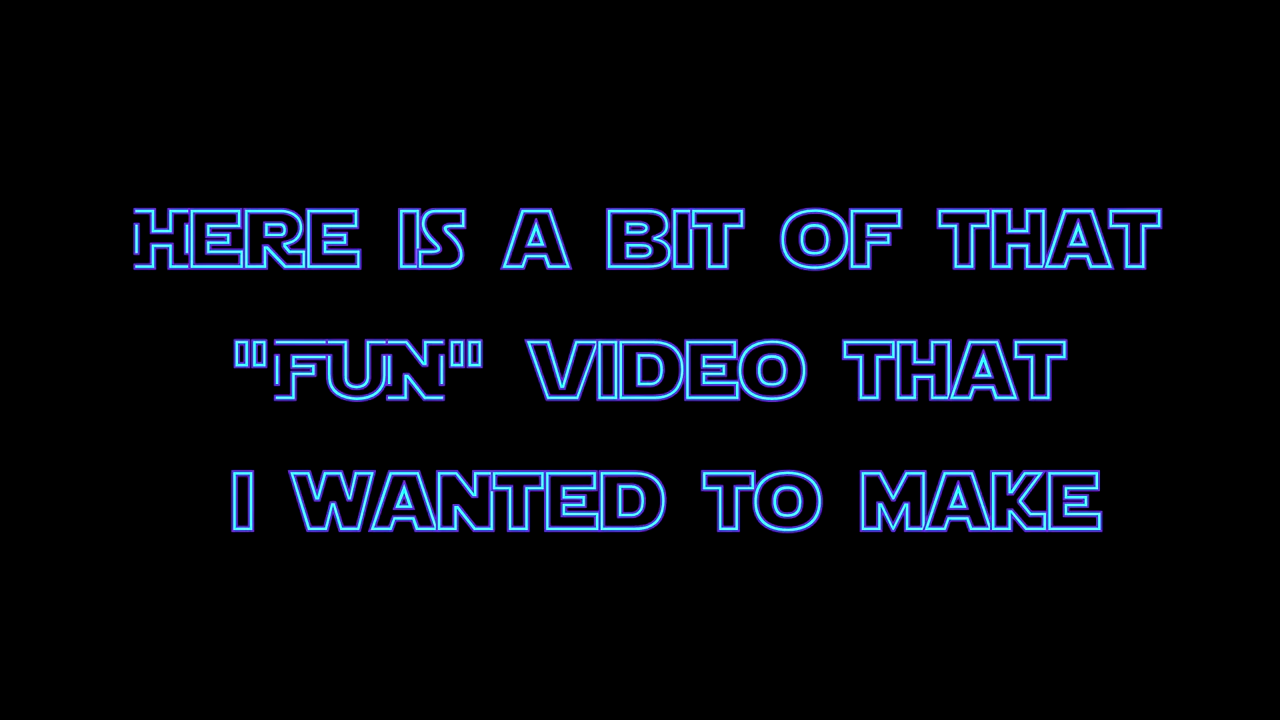 HERE IS A BIT OF THAT
"FUN" VIDEO THAT
I WANTED TO MAKE